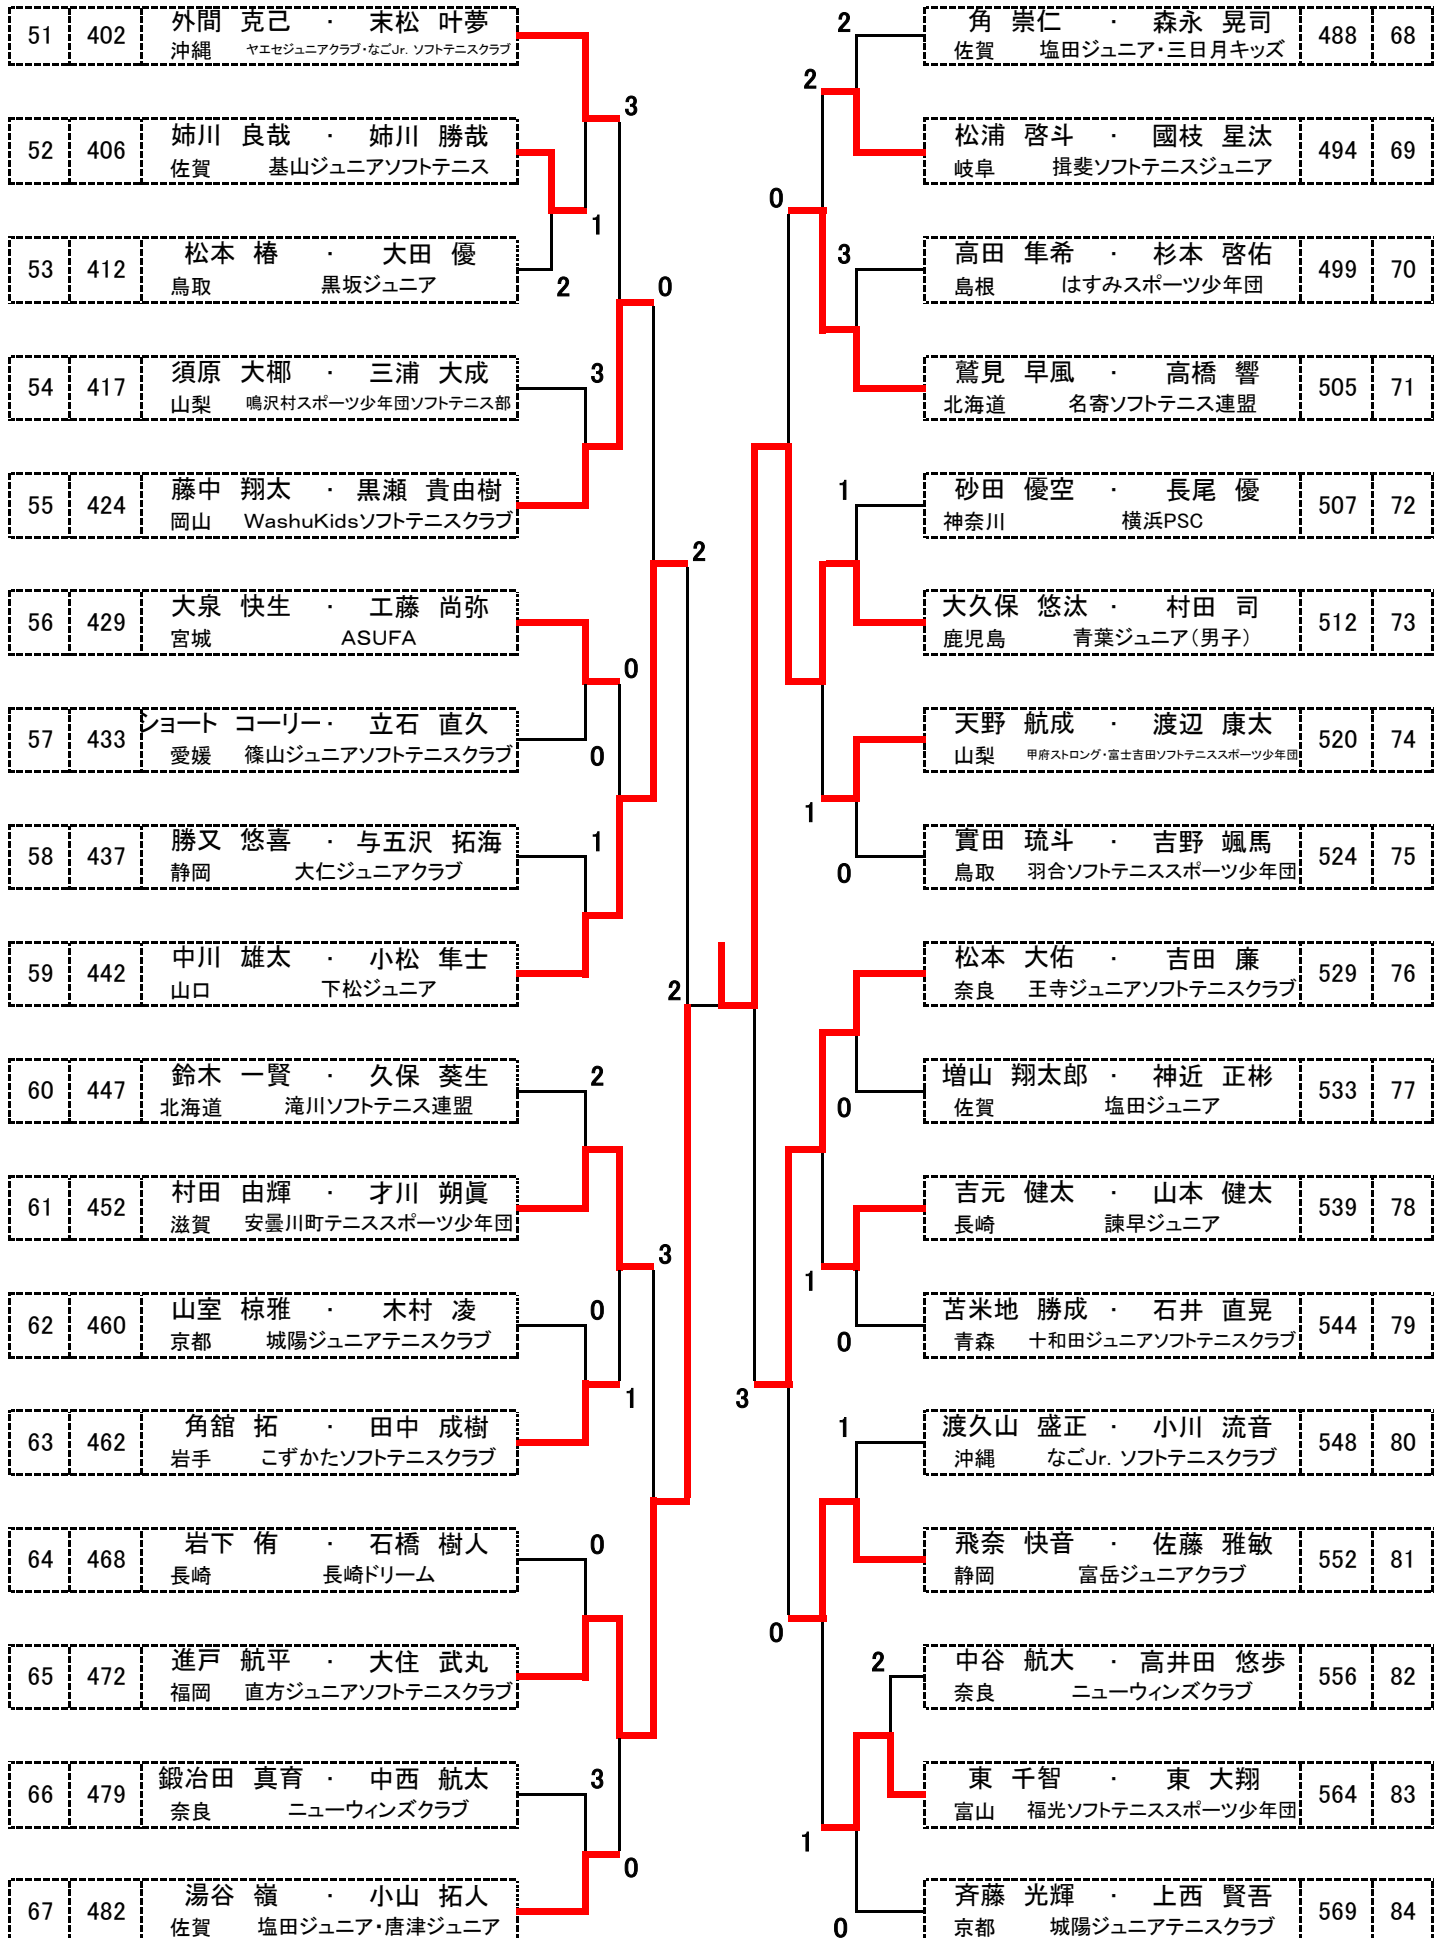 51 402 外間 克己 ・ 末松 叶夢
沖縄 ヤエセジュニアクラブ・なごJr. ソフトテニスクラブ
3
52 406 姉川 良哉 ・ 姉川 勝哉
佐賀 基山ジュニアソフトテニス
1
53 412 松本 椿 ・ 大田 優
鳥取 黒坂ジュニア
2
0
54 417 須原 大椰 ・ 三浦 大成
山梨 鳴沢村スポーツ少年団ソフトテニス部
3
55 424 藤中 翔太 ・ 黒瀬 貴由樹
岡山 WashuKidsソフトテニスクラブ
2
56 429 大泉 快生 ・ 工藤 尚弥
宮城 ASUFA
0
57 433 ショート コーリー・ 立石 直久
愛媛 篠山ジュニアソフトテニスクラブ
0
58 437 勝又 悠喜 ・ 与五沢 拓海
静岡 大仁ジュニアクラブ
1
59 442 中川 雄太 ・ 小松 隼士
山口 下松ジュニア
2
60 447 鈴木 一賢 ・ 久保 葵生
北海道 滝川ソフトテニス連盟
2
61 452 村田 由輝 ・ 才川 朔眞
滋賀 安曇川町テニススポーツ少年団
3
62 460 山室 椋雅 ・ 木村 凌
京都 城陽ジュニアテニスクラブ
0
1
63 462 角舘 拓 ・ 田中 成樹
岩手 こずかたソフトテニスクラブ
64 468 岩下 侑 ・ 石橋 樹人
長崎 長崎ドリーム
0
65 472 進戸 航平 ・ 大住 武丸
福岡 直方ジュニアソフトテニスクラブ
66 479 鍛冶田 真育 ・ 中西 航太
奈良 ニューウィンズクラブ
3
0
67 482 湯谷 嶺 ・ 小山 拓人
佐賀 塩田ジュニア・唐津ジュニア
2
角 崇仁 ・ 森永 晃司 488 68
佐賀 塩田ジュニア・三日月キッズ
2
松浦 啓斗 ・ 國枝 星汰 494 69
岐阜 揖斐ソフトテニスジュニア
0
3
高田 隼希 ・ 杉本 啓佑 499 70
島根 はすみスポーツ少年団
鷲見 早風 ・ 高橋 響 505 71
北海道 名寄ソフトテニス連盟
1
砂田 優空 ・ 長尾 優 507 72
神奈川 横浜PSC
大久保 悠汰 ・ 村田 司 512 73
鹿児島 青葉ジュニア(男子)
天野 航成 ・ 渡辺 康太 520 74
山梨 甲府ストロング・富士吉田ソフトテニススポーツ少年団
1
實田 琉斗 ・ 吉野 颯馬 524 75
鳥取 羽合ソフトテニススポーツ少年団
0
松本 大佑 ・ 吉田 廉 529 76
奈良 王寺ジュニアソフトテニスクラブ
増山 翔太郎 ・ 神近 正彬 533 77
佐賀 塩田ジュニア
0
吉元 健太 ・ 山本 健太 539 78
長崎 諫早ジュニア
1
苫米地 勝成 ・ 石井 直晃 544 79
青森 十和田ジュニアソフトテニスクラブ
0
3
1
渡久山 盛正 ・ 小川 流音 548 80
沖縄 なごJr. ソフトテニスクラブ
飛奈 快音 ・ 佐藤 雅敏 552 81
静岡 富岳ジュニアクラブ
0
2
中谷 航大 ・ 高井田 悠歩 556 82
奈良 ニューウィンズクラブ
東 千智 ・ 東 大翔 564 83
富山 福光ソフトテニススポーツ少年団
1
斉藤 光輝 ・ 上西 賢吾 569 84
京都 城陽ジュニアテニスクラブ
0